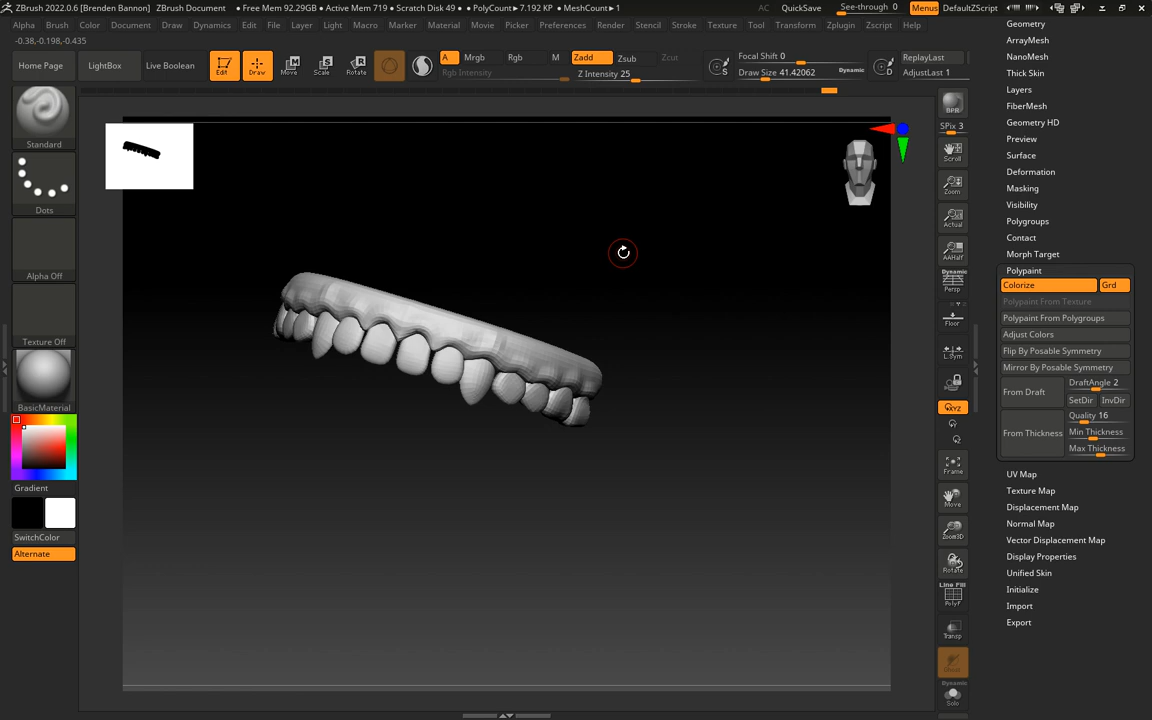 ZBrush 2022.0.6 [Brenden Bannon] ZBrush Document ● Free Mem 92.29GB ● Active Mem 719 ● Scratch Disk 49 ● PolyCount ▸ 7.192 KP ● MeshCount ▸ 1 AC QuickSave See-through 0 Menus DefaultZScript
Alpha Brush Color Document Draw Dynamics Edit File Layer Light Macro Marker Material Movie Picker Preferences Render Stencil Stroke Texture Tool Transform Zplugin Zscript Help
-0.38,-0.198,-0.435
Home Page LightBox Live Boolean Edit Draw Move Scale Rotate
A Mrgb Rgb M Zadd Zsub Zcut
Rgb Intensity Z Intensity 25
Focal Shift 0
Draw Size 41.42062 Dynamic
S D
ReplayLast
AdjustLast 1
Standard
Dots
Alpha Off
Texture Off
BasicMaterial
Gradient
SwitchColor
Alternate
BPR
SPix 3
Scroll
Zoom
Actual
AAHalf
Dynamic
Persp
Floor
L.Sym
XYZ
Frame
Move
Zoom3D
Rotate
Line Fill
PolyF
Transp
Ghost
Dynamic
Solo
Geometry
ArrayMesh
NanoMesh
Thick Skin
Layers
FiberMesh
Geometry HD
Preview
Surface
Deformation
Masking
Visibility
Polygroups
Contact
Morph Target
Polypaint
Colorize Grd
Polypaint From Texture
Polypaint From Polygroups
Adjust Colors
Flip By Posable Symmetry
Mirror By Posable Symmetry
From Draft DraftAngle 2
SetDir InvDir
From Thickness Quality 16
Min Thickness
Max Thickness
UV Map
Texture Map
Displacement Map
Normal Map
Vector Displacement Map
Display Properties
Unified Skin
Initialize
Import
Export